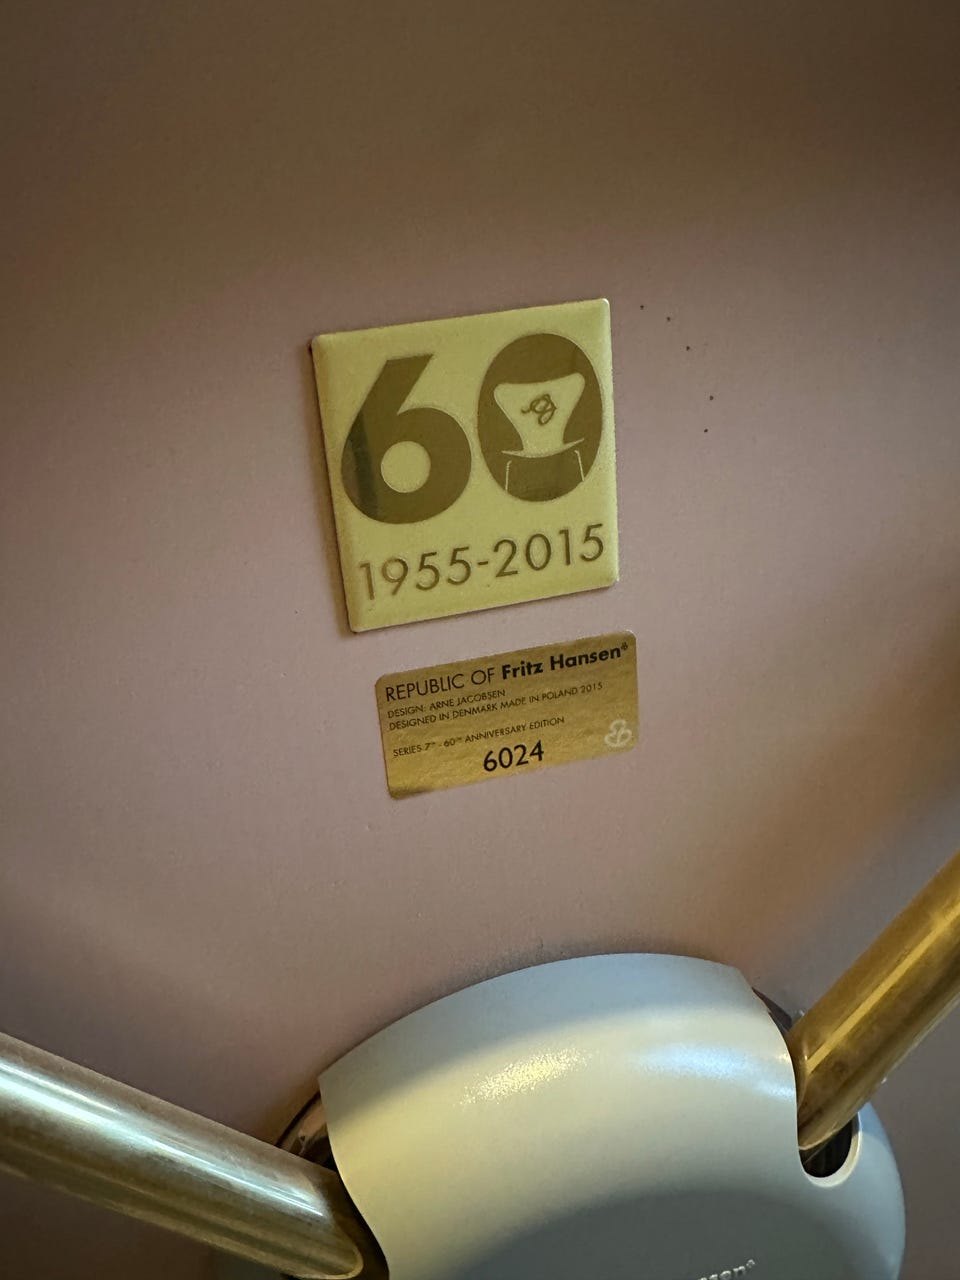 60
1955-2015
REPUBLIC OF Fritz Hansen®
DESIGN: ARNE JACOBSEN
DESIGNED IN DENMARK MADE IN POLAND 2015
SERIES 7™ - 60TH ANNIVERSARY EDITION
6024